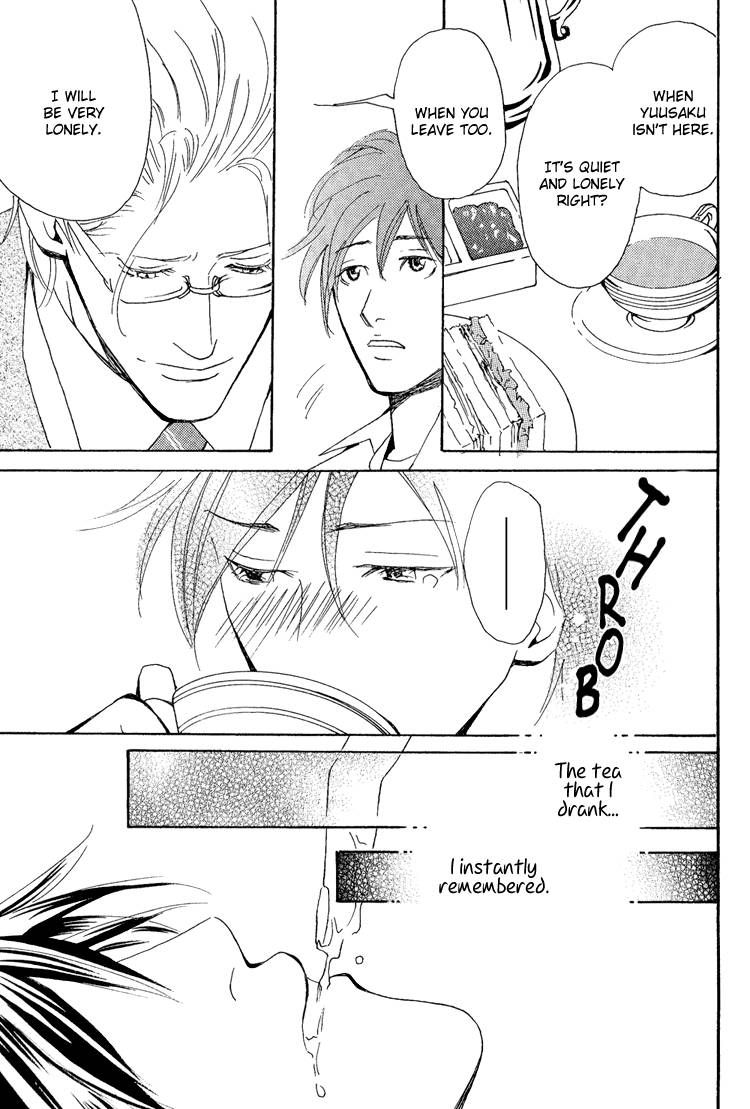 WHEN
YUUSAKU
ISN'T HERE.
IT'S QUIET
AND LONELY
RIGHT?
WHEN YOU
LEAVE TOO.
I WILL
BE VERY
LONELY.
THROB
The tea
that I
drank...
I instantly
remembered.